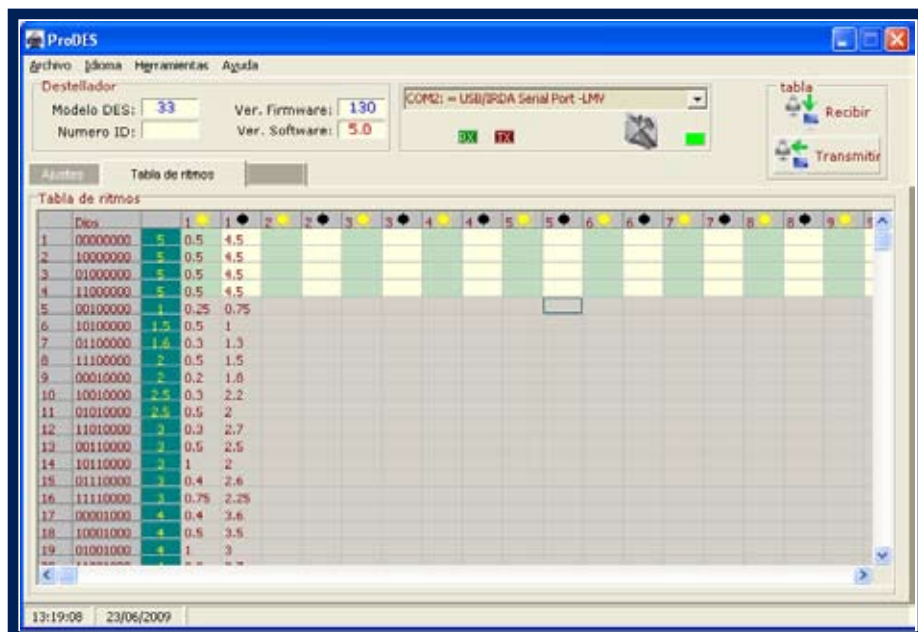 ProDES
Archivo Idioma Herramientas Ayuda
Destellador
Modelo DES: 33 Ver. Firmware: 130
Numero ID: Ver. Software: 5.0
COM2: = USB/IRDA Serial Port -LMV
RX TX
tabla
Recibir
Transmitir
Ajustes Tabla de ritmos
Tabla de ritmos
Dips 1 1 2 2 3 3 4 4 5 5 6 6 7 7 8 8 9
1 00000000 5 0.5 4.5
2 10000000 5 0.5 4.5
3 01000000 5 0.5 4.5
4 11000000 5 0.5 4.5
5 00100000 1 0.25 0.75
6 10100000 1.5 0.5 1
7 01100000 1.6 0.3 1.3
8 11100000 2 0.5 1.5
9 00010000 2 0.2 1.8
10 10010000 2.5 0.3 2.2
11 01010000 2.5 0.5 2
12 11010000 3 0.3 2.7
13 00110000 3 0.5 2.5
14 10110000 3 1 2
15 01110000 3 0.4 2.6
16 11110000 3 0.75 2.25
17 00001000 4 0.4 3.6
18 10001000 4 0.5 3.5
19 01001000 4 1 3
13:19:08 23/06/2009